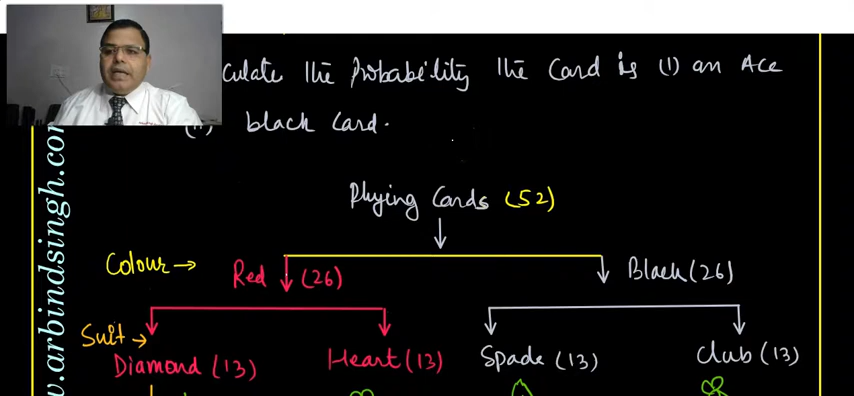 culate the Probability the Card is (1) an Ace
black Card.
Playing Cards (52)
Colour →
Red (26)
Black (26)
Suit →
Diamond (13)
Heart (13)
Spade (13)
Club (13)
w.arbindsingh.com